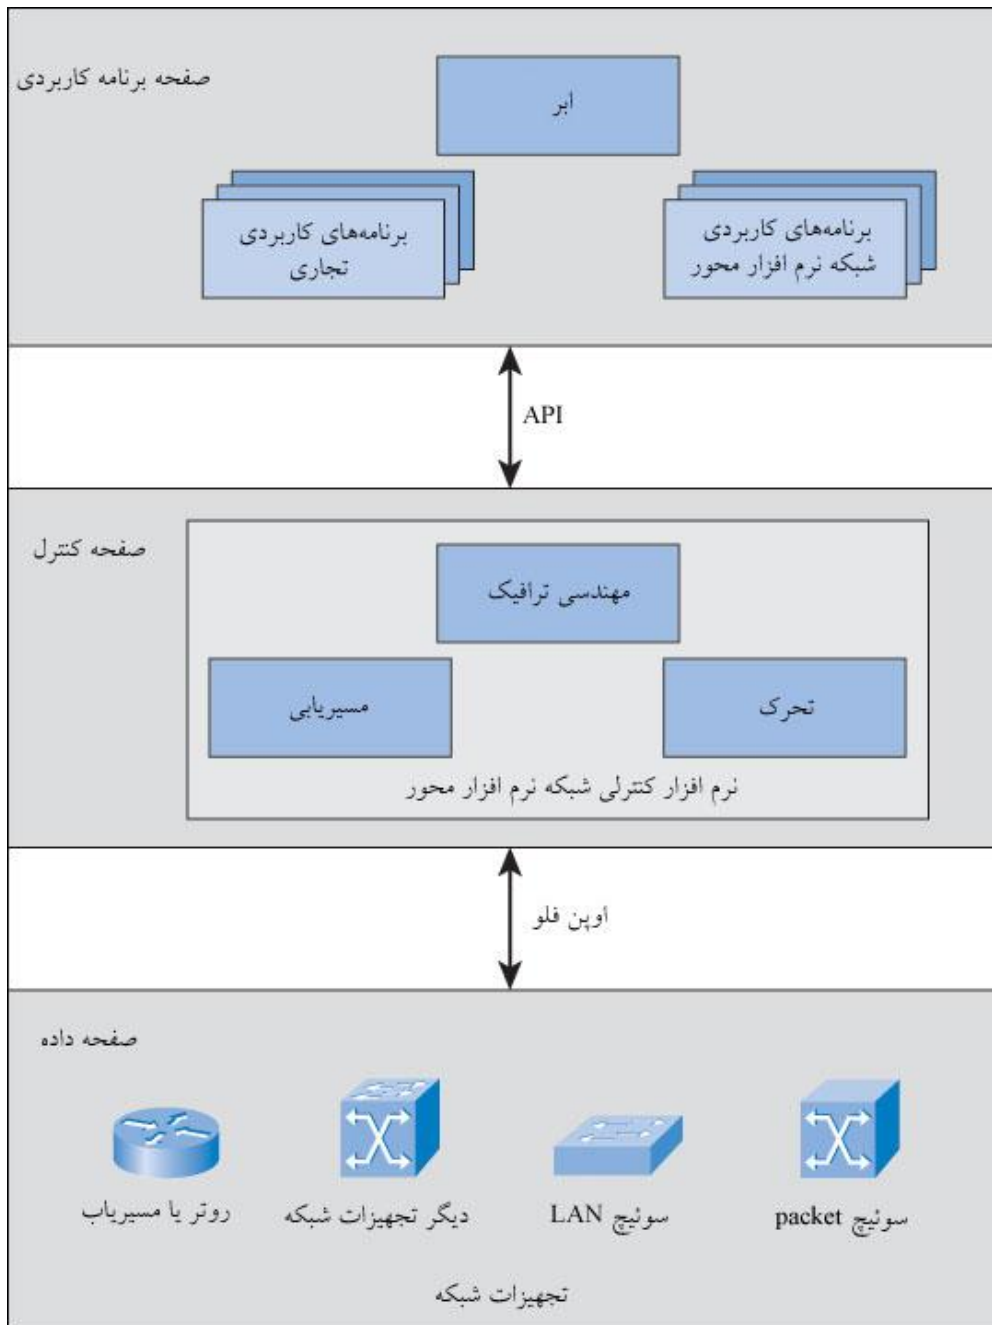 صفحه برنامه کاربردی
ابر
برنامه‌های کاربردی
شبکه نرم افزار محور
برنامه‌های کاربردی
تجاری
API
صفحه کنترل
مهندسی ترافیک
تحرک
مسیریابی
نرم افزار کنترلی شبکه نرم افزار محور
اوپن فلو
صفحه داده
سوئیچ packet
سوئیچ LAN
دیگر تجهیزات شبکه
روتر یا مسیریاب
تجهیزات شبکه